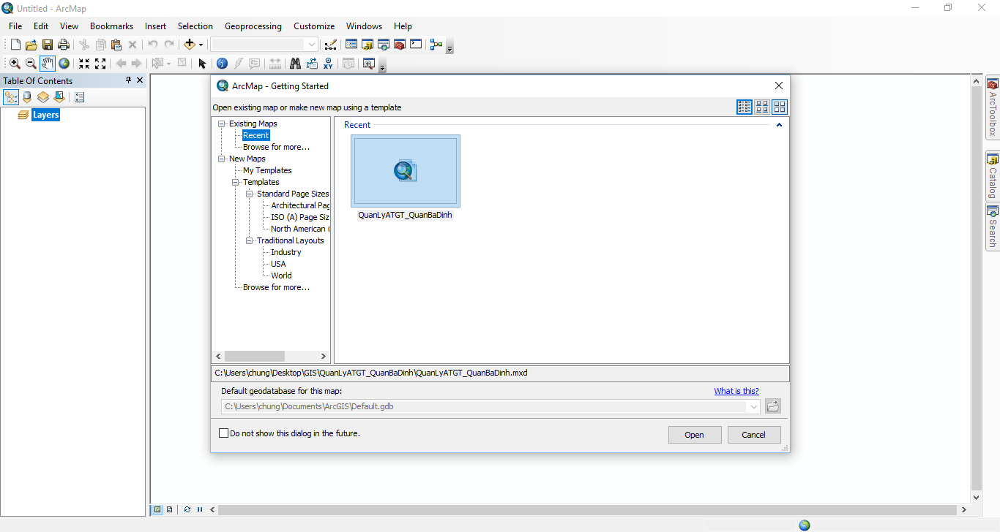 Untitled - ArcMap
File Edit View Bookmarks Insert Selection Geoprocessing Customize Windows Help
Table Of Contents
Layers
ArcMap - Getting Started
Open existing map or make new map using a template
Existing Maps
Recent
Browse for more...
New Maps
My Templates
Templates
Standard Page Sizes
Architectural Pag
ISO (A) Page Siz
North American (
Traditional Layouts
Industry
USA
World
Browse for more...
Recent
QuanLyATGT_QuanBaDinh
C:\Users\chung\Desktop\GIS\QuanLyATGT_QuanBaDinh\QuanLyATGT_QuanBaDinh.mxd
Default geodatabase for this map:
What is this?
C:\Users\chung\Documents\ArcGIS\Default.gdb
Do not show this dialog in the future.
Open
Cancel
ArcToolbox
Catalog
Search
XY